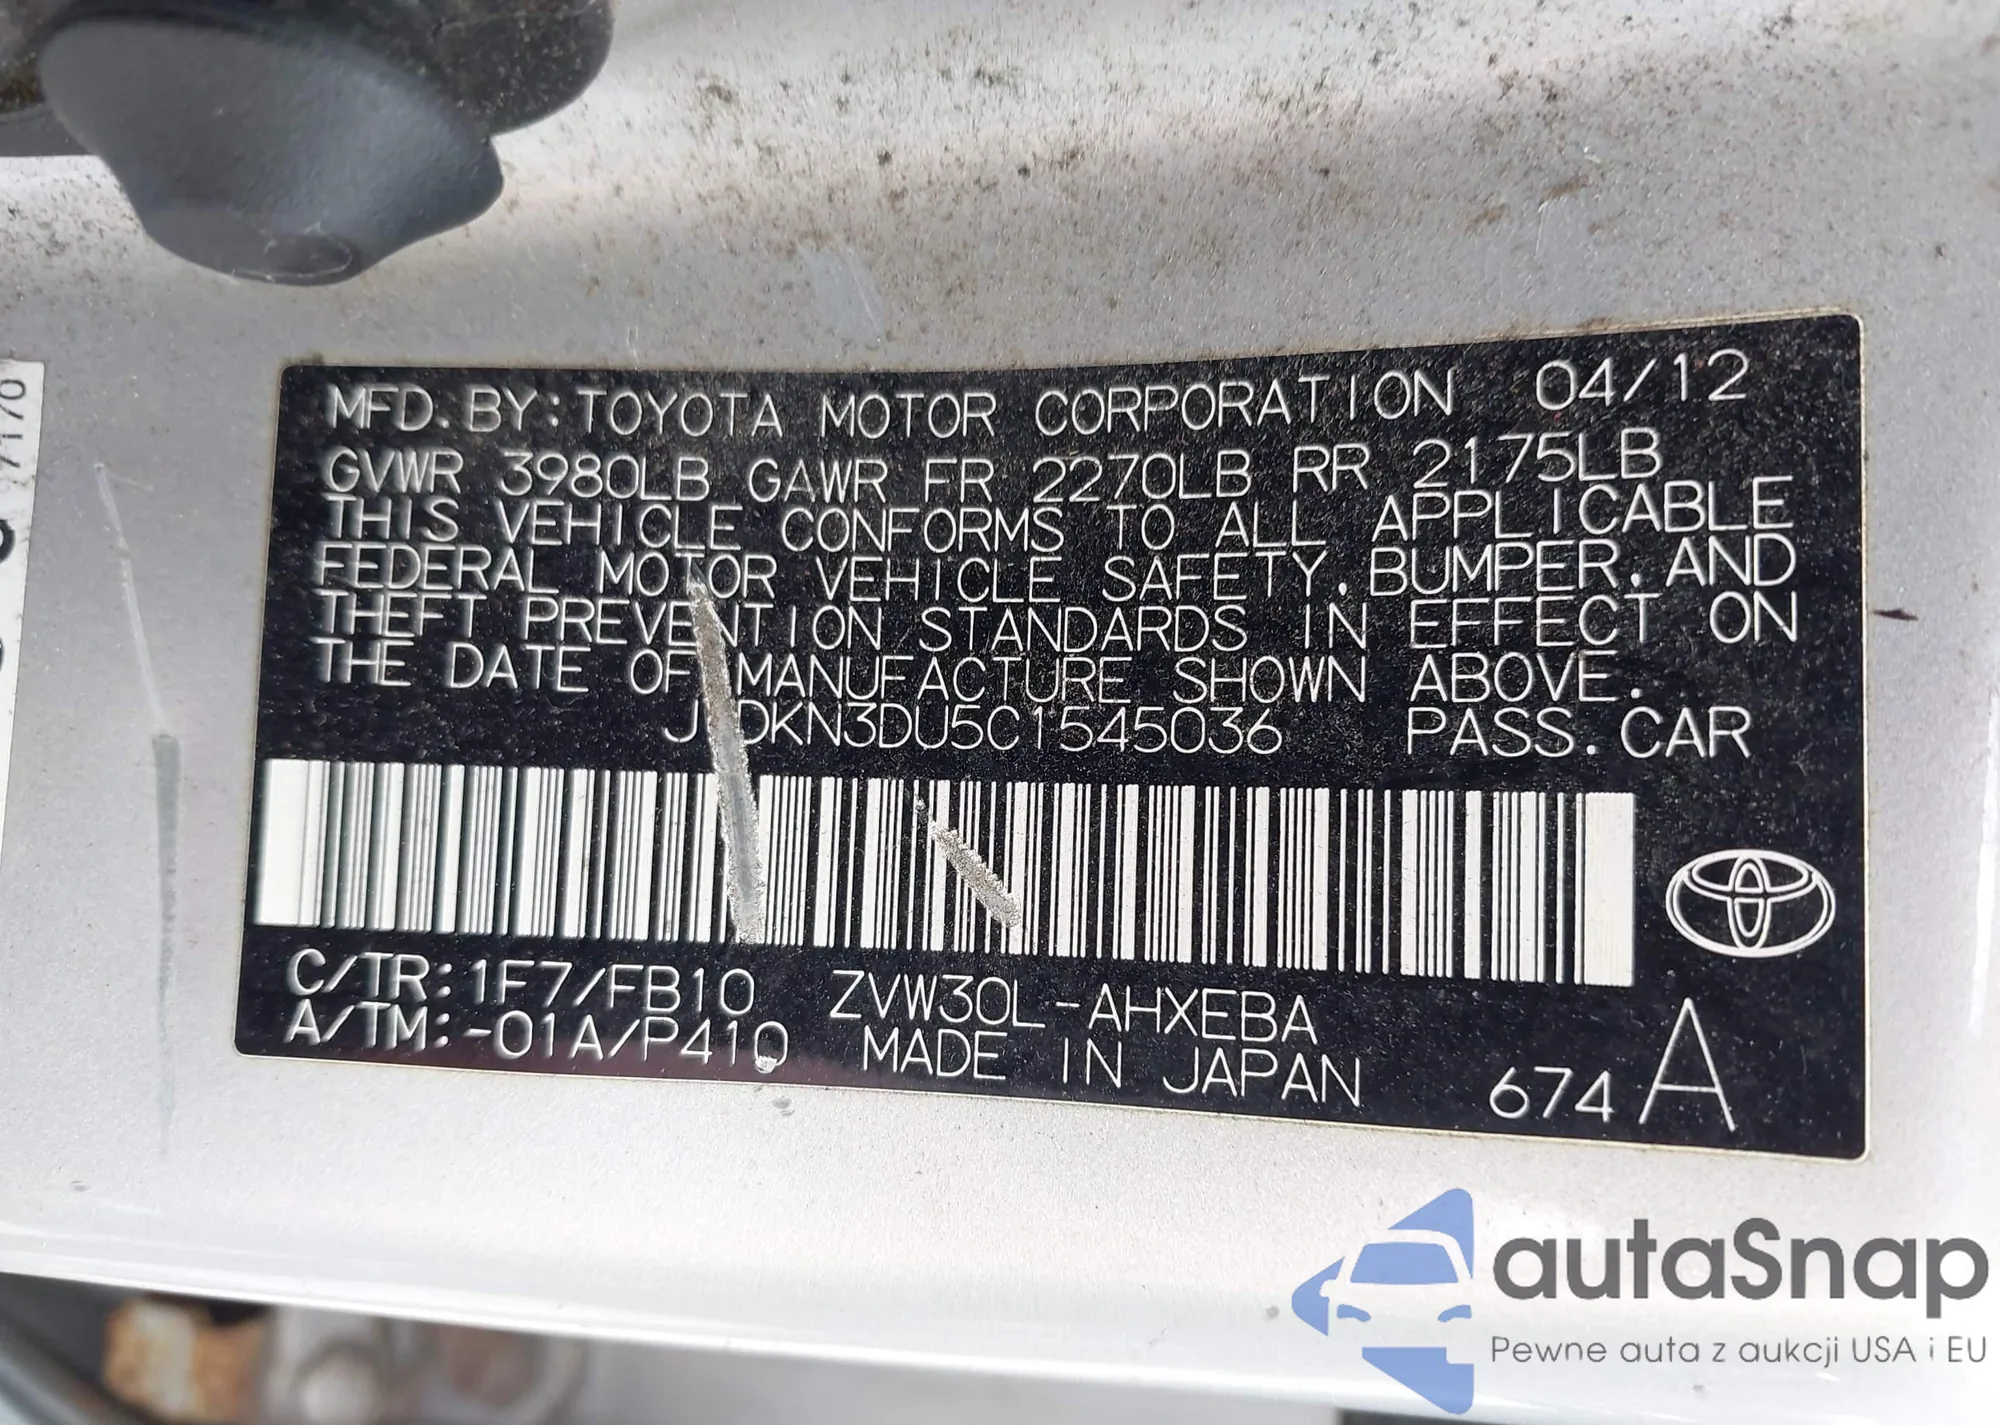 MFD. BY: TOYOTA MOTOR CORPORATION 04/12
GVWR 3980LB GAWR FR 2270LB RR 2175LB
THIS VEHICLE CONFORMS TO ALL APPLICABLE
FEDERAL MOTOR VEHICLE SAFETY. BUMPER. AND
THEFT PREVENTION STANDARDS IN EFFECT ON
THE DATE OF MANUFACTURE SHOWN ABOVE.
PASS. CAR
C/TR: 1F7/FB10 ZVW30L-AHXEBA
A/TM: -01A/P410 MADE IN JAPAN
674 A
autaSnap
Pewne auta z aukcji USA i EU